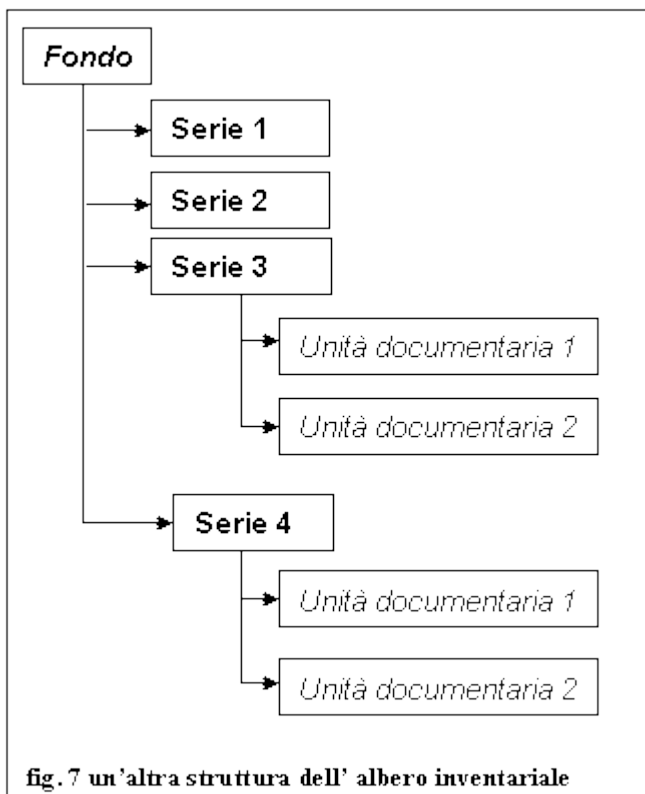 Fondo
Serie 1
Serie 2
Serie 3
Unità documentaria 1
Unità documentaria 2
Serie 4
Unità documentaria 1
Unità documentaria 2
fig. 7 un'altra struttura dell' albero inventariale